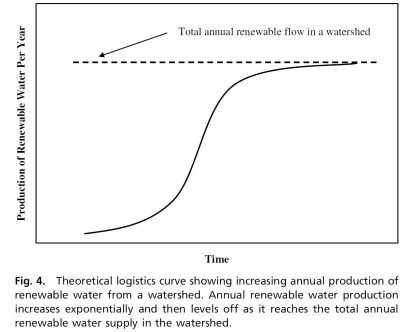 Total annual renewable flow in a watershed
Production of Renewable Water Per Year
Time
Fig. 4. Theoretical logistics curve showing increasing annual production of
renewable water from a watershed. Annual renewable water production
increases exponentially and then levels off as it reaches the total annual
renewable water supply in the watershed.